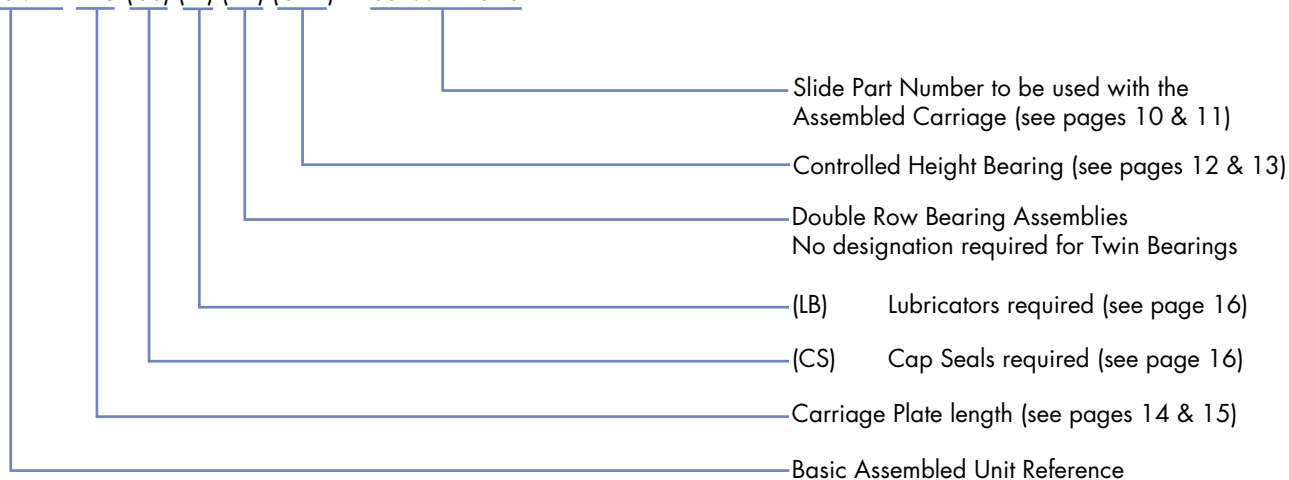 Slide Part Number to be used with the
Assembled Carriage (see pages 10 & 11)
Controlled Height Bearing (see pages 12 & 13)
Double Row Bearing Assemblies
No designation required for Twin Bearings
(LB) Lubricators required (see page 16)
(CS) Cap Seals required (see page 16)
Carriage Plate length (see pages 14 & 15)
Basic Assembled Unit Reference